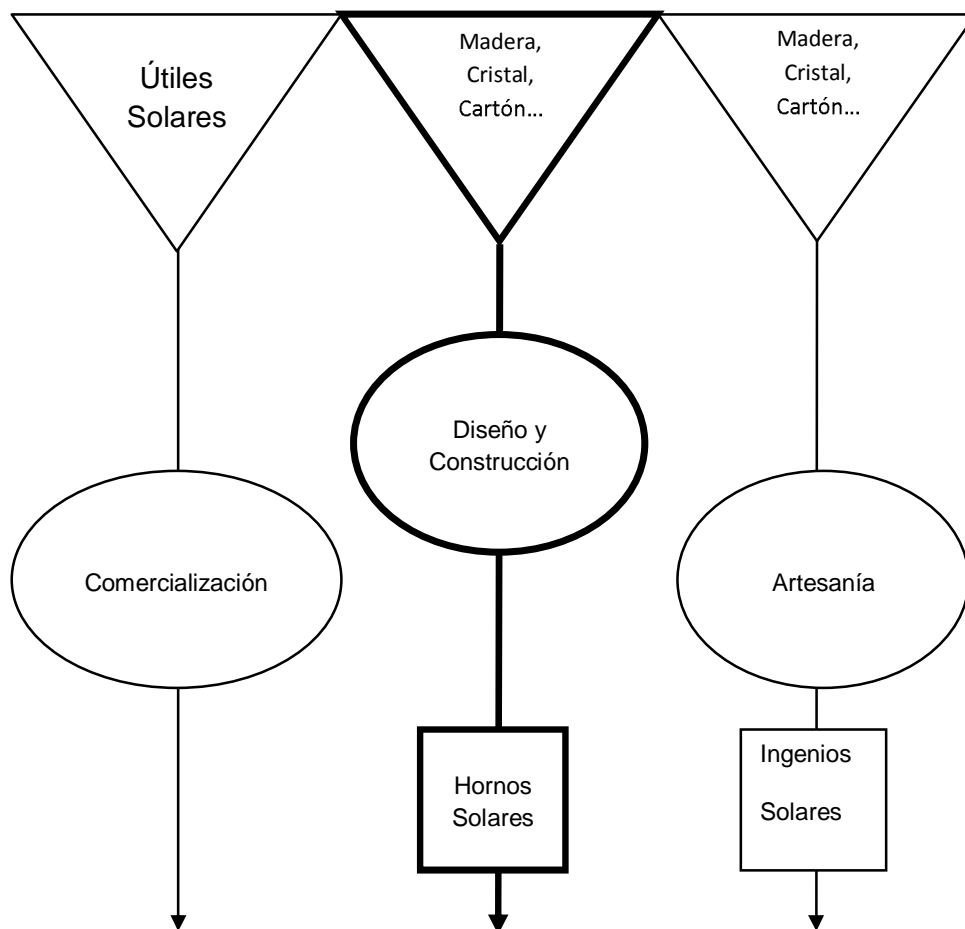 Útiles
Solares
Madera,
Cristal,
Cartón...
Madera,
Cristal,
Cartón...
Diseño y
Construcción
Comercialización
Artesanía
Hornos
Solares
Ingenios
Solares